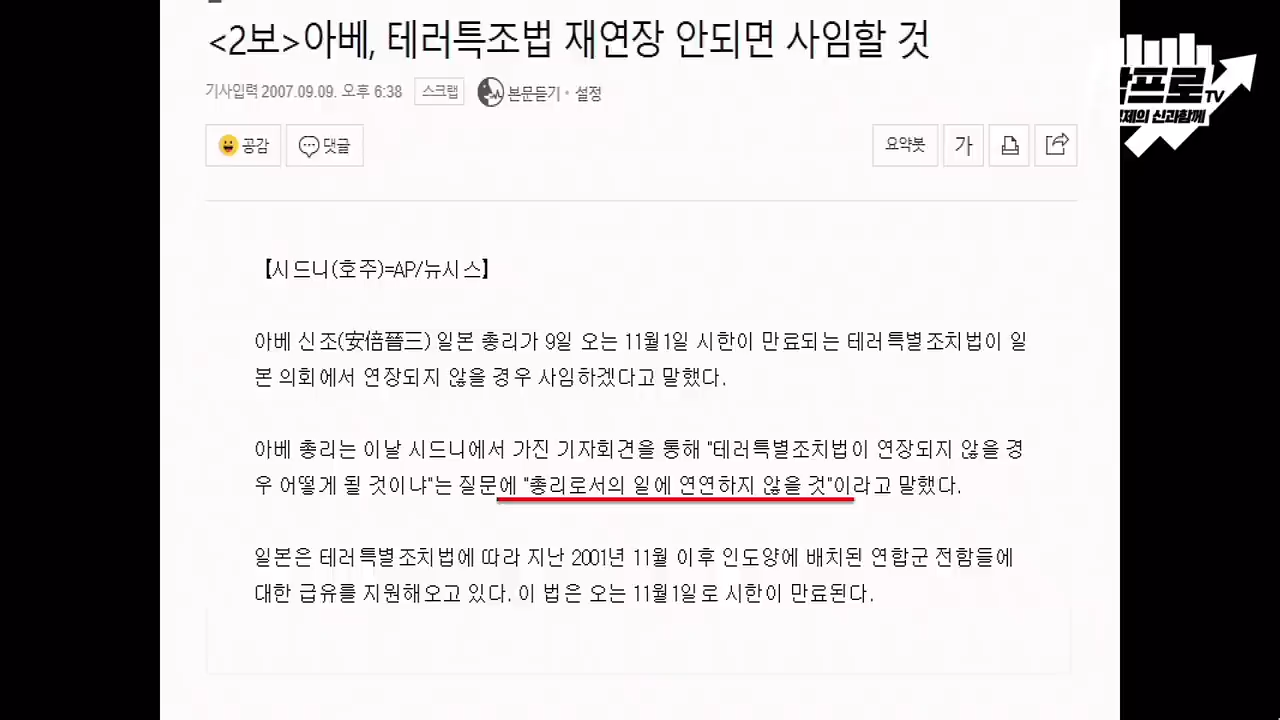 <2보>아베, 테러특조법 재연장 안되면 사임할 것
기사입력 2007.09.09. 오후 6:38 스크랩 본문듣기 · 설정
공감 댓글 요약봇 가
프로TV
신과함께
【시드니(호주)=AP/뉴시스】
아베 신조(安倍晉三) 일본 총리가 9일 오는 11월1일 시한이 만료되는 테러특별조치법이 일
본 의회에서 연장되지 않을 경우 사임하겠다고 말했다.
아베 총리는 이날 시드니에서 가진 기자회견을 통해 "테러특별조치법이 연장되지 않을 경
우 어떻게 될 것이냐"는 질문에 "총리로서의 일에 연연하지 않을 것"이라고 말했다.
일본은 테러특별조치법에 따라 지난 2001년 11월 이후 인도양에 배치된 연합군 전함들에
대한 급유를 지원해오고 있다. 이 법은 오는 11월1일로 시한이 만료된다.